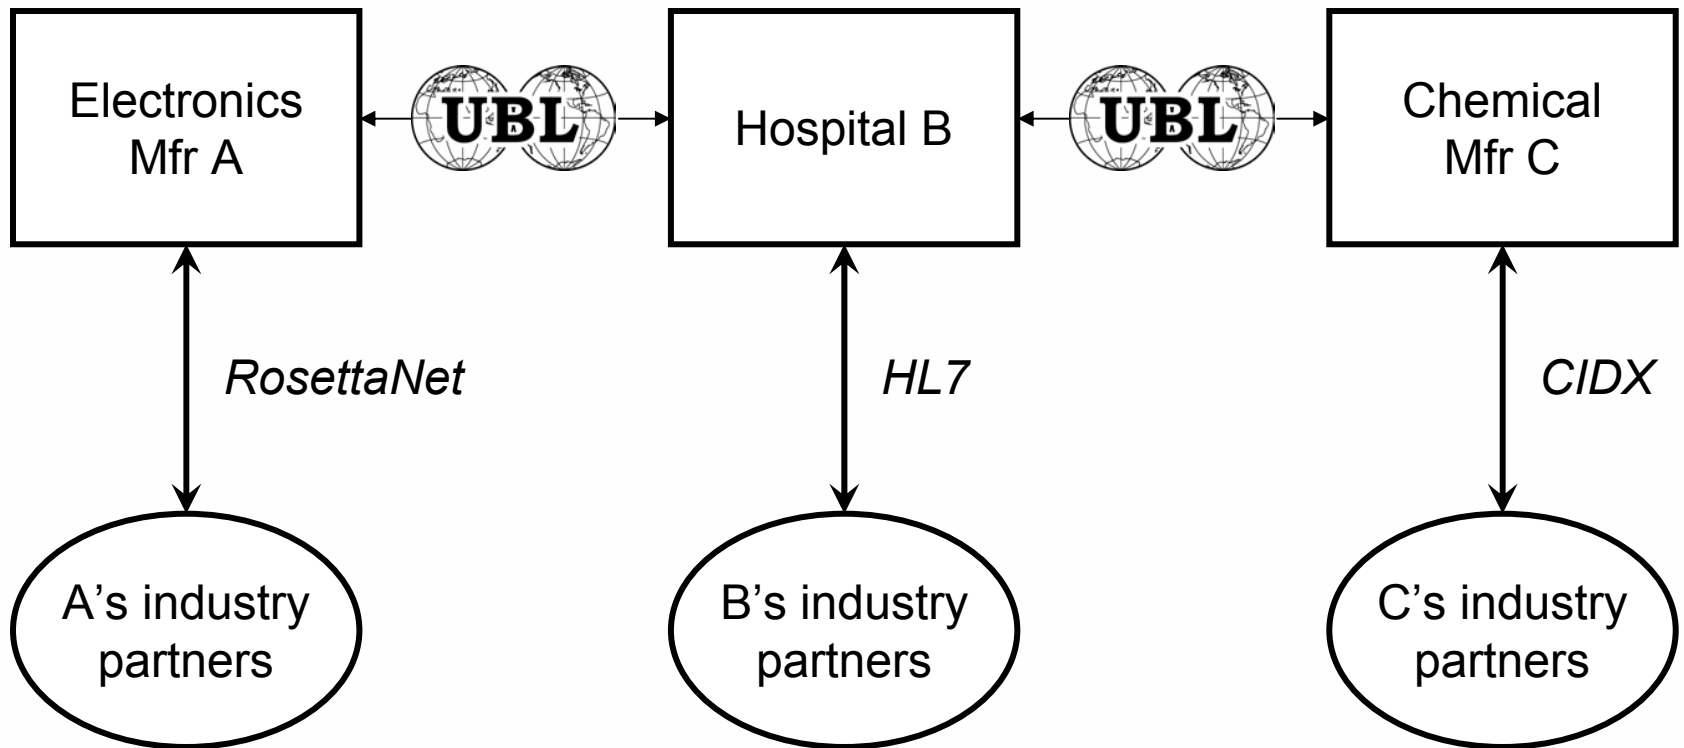 Electronics
Mfr A
UBL
Hospital B
UBL
Chemical
Mfr C
RosettaNet
HL7
CIDX
A’s industry
partners
B’s industry
partners
C’s industry
partners